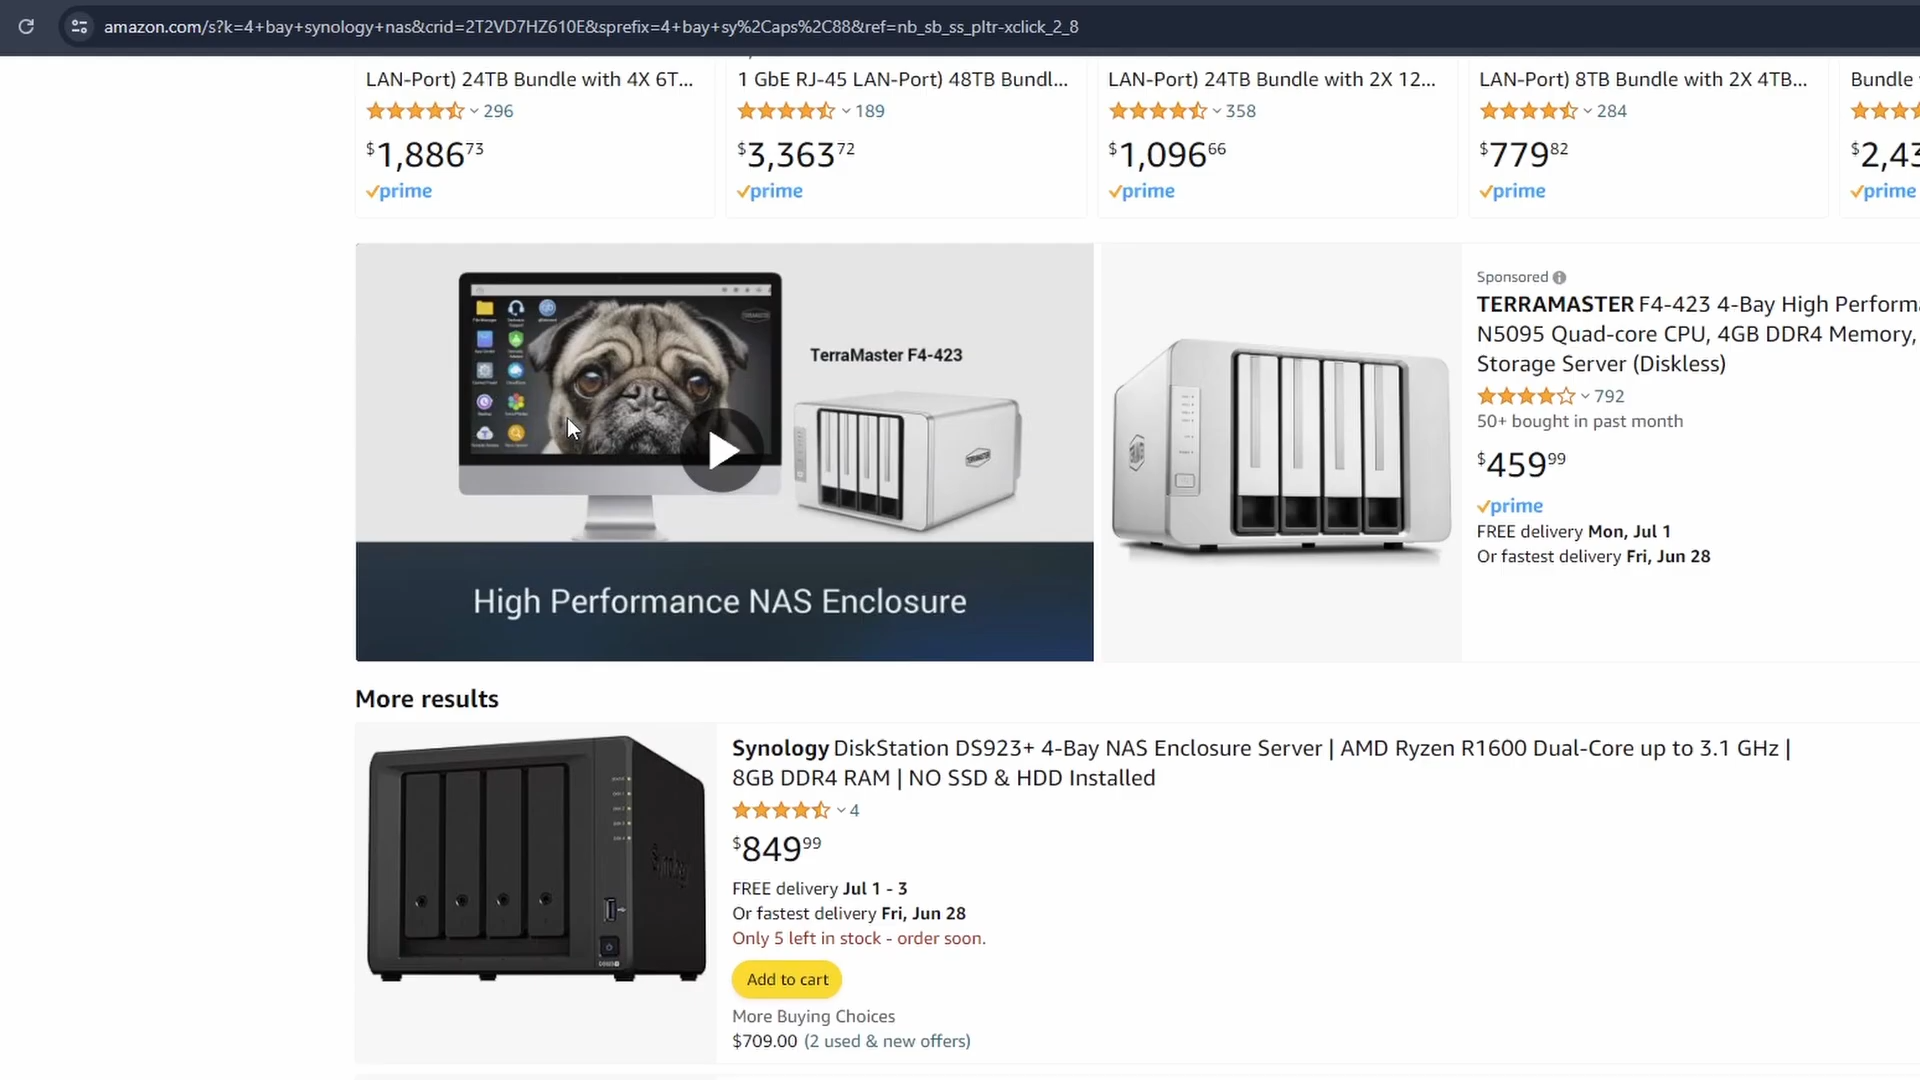 amazon.com/s?k=4+bay+synology+nas&crid=2T2VD7HZ610E&sprefix=4+bay+sy%2Caps%2C88&ref=nb_sb_ss_pltr-xclick_2_8
LAN-Port) 24TB Bundle with 4X 6T...
296
$1,886 73
prime
1 GbE RJ-45 LAN-Port) 48TB Bundl...
189
$3,363 72
prime
LAN-Port) 24TB Bundle with 2X 12...
358
$1,096 66
prime
LAN-Port) 8TB Bundle with 2X 4TB...
284
$779 82
prime
Bundle
$2,43
prime
TerraMaster F4-423
High Performance NAS Enclosure
Sponsored
TERRAMASTER F4-423 4-Bay High Performa
N5095 Quad-core CPU, 4GB DDR4 Memory,
Storage Server (Diskless)
792
50+ bought in past month
$459 99
prime
FREE delivery Mon, Jul 1
Or fastest delivery Fri, Jun 28
More results
Synology DiskStation DS923+ 4-Bay NAS Enclosure Server | AMD Ryzen R1600 Dual-Core up to 3.1 GHz |
8GB DDR4 RAM | NO SSD & HDD Installed
4
$849 99
FREE delivery Jul 1 - 3
Or fastest delivery Fri, Jun 28
Only 5 left in stock - order soon.
Add to cart
More Buying Choices
$709.00 (2 used & new offers)